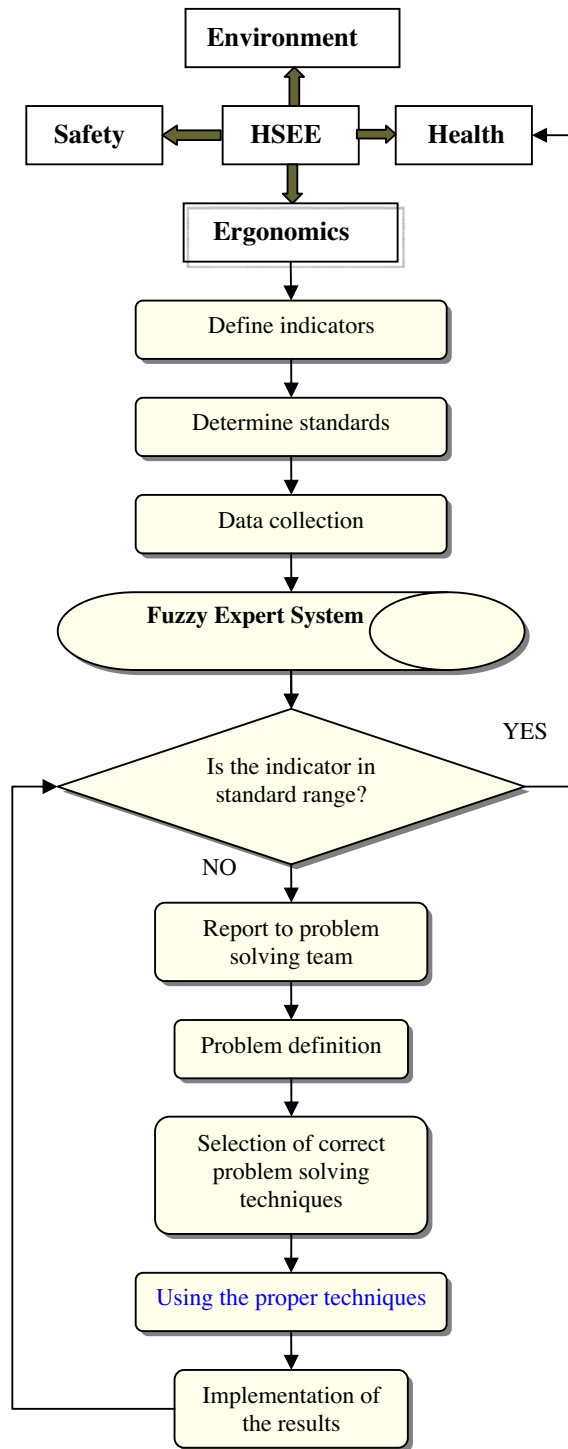 Environment
Safety
HSEE
Health
Ergonomics
Define indicators
Determine standards
Data collection
Fuzzy Expert System
YES
Is the indicator in
standard range?
NO
Report to problem
solving team
Problem definition
Selection of correct
problem solving
techniques
Using the proper techniques
Implementation of
the results